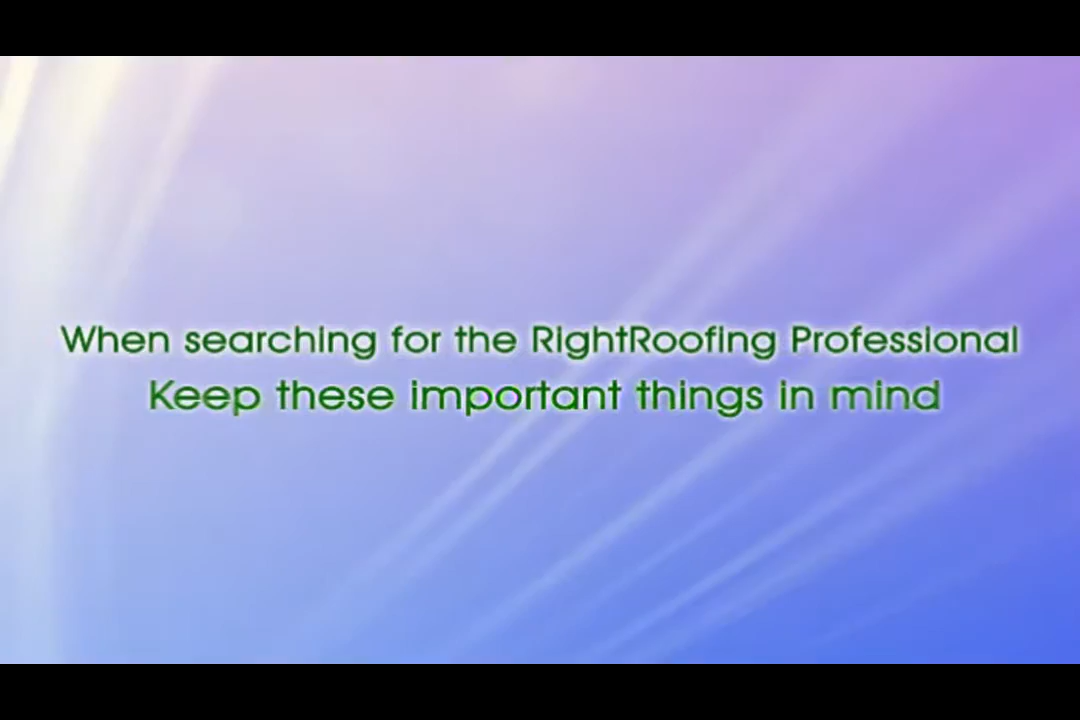 When searching for the RightRoofing Professional
Keep these important things in mind